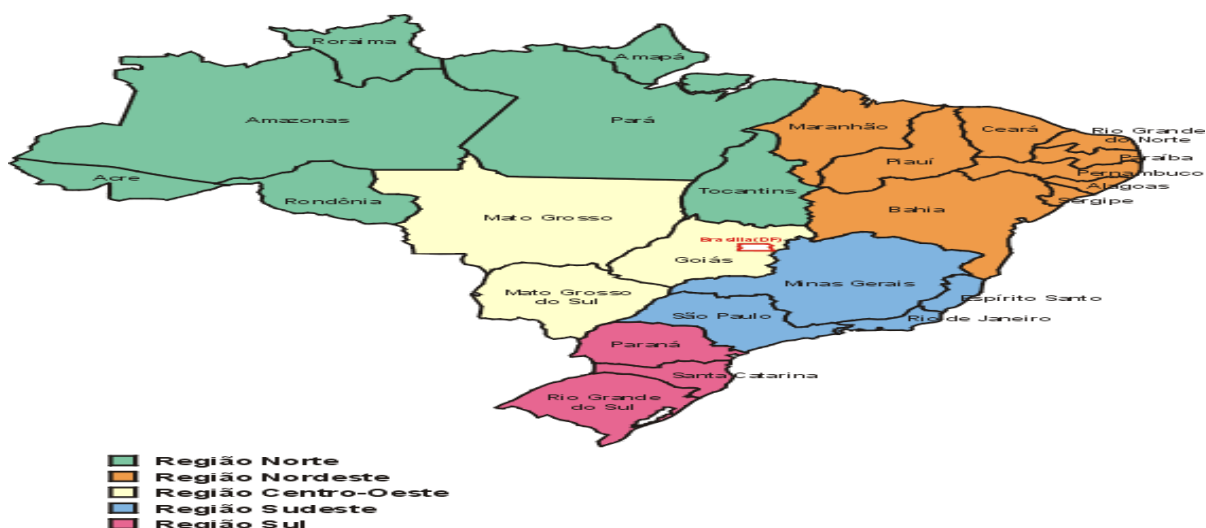 Roraima
Amapá
Amazonas
Pará
Maranhão
Ceará
Rio Grande
do Norte
Piauí
Paraíba
Acre
Pernambuco
Alagoas
Tocantins
Sergipe
Rondônia
Bahia
Mato Grosso
Brasília(DF)
Goiás
Minas Gerais
Mato Grosso
do Sul
Espírito Santo
São Paulo
Rio de Janeiro
Paraná
Santa Catarina
Rio Grande
do Sul
Região Norte
Região Nordeste
Região Centro-Oeste
Região Sudeste
Região Sul